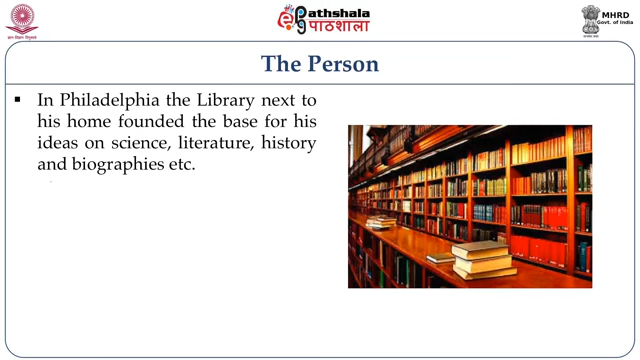 ePathshala
पाठशाला
MHRD
Govt. of India
The Person
▪ In Philadelphia the Library next to
his home founded the base for his
ideas on science, literature, history
and biographies etc.